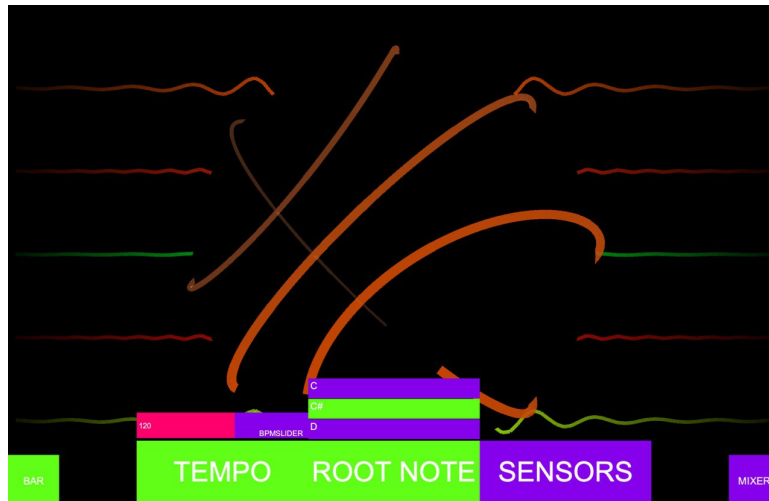 C
C#
120
BPMSLIDER
D
BAR
TEMPO
ROOT NOTE
SENSORS
MIXER